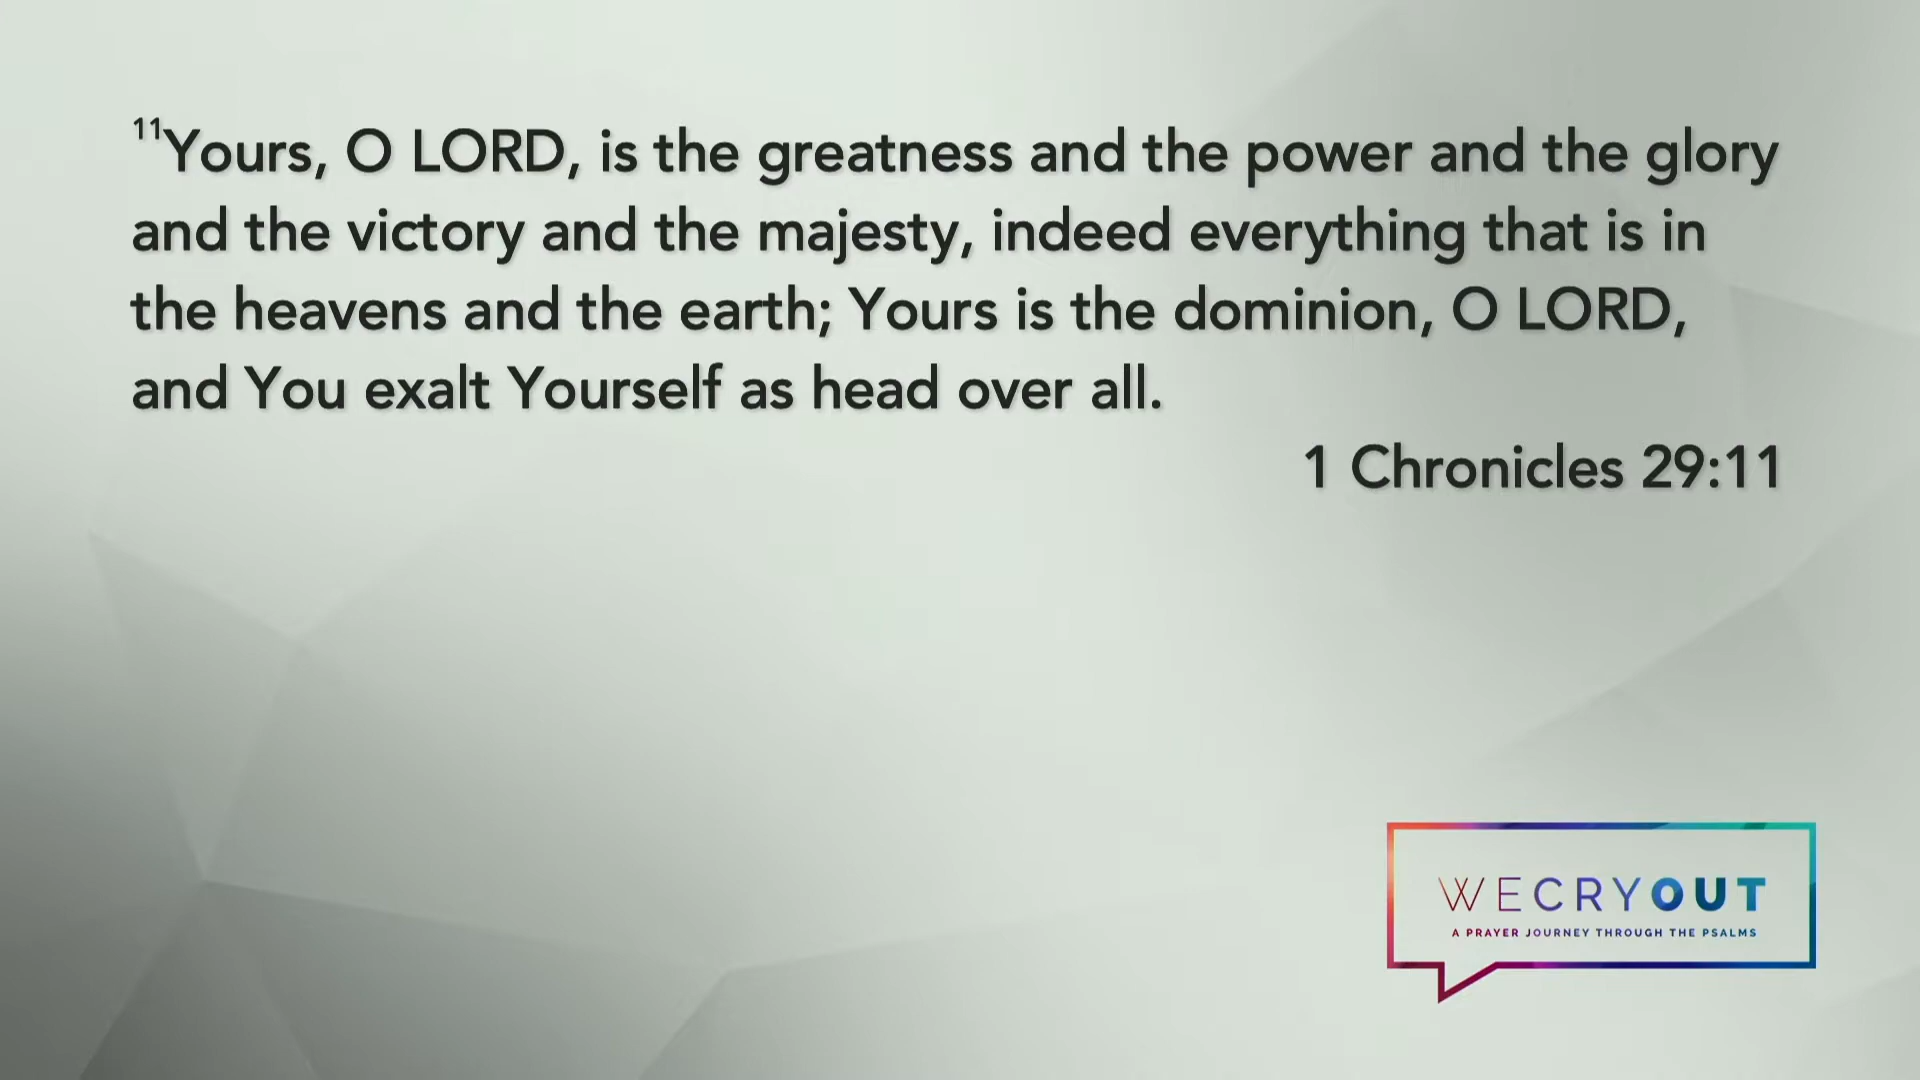 11Yours, O LORD, is the greatness and the power and the glory
and the victory and the majesty, indeed everything that is in
the heavens and the earth; Yours is the dominion, O LORD,
and You exalt Yourself as head over all.
1 Chronicles 29:11
WECRYOUT
A PRAYER JOURNEY THROUGH THE PSALMS